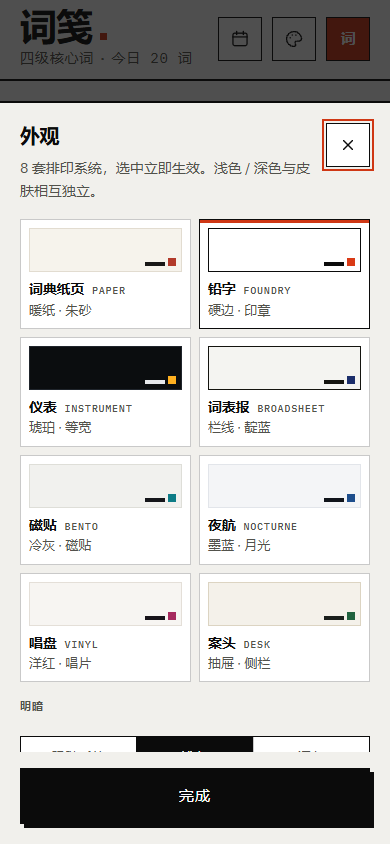 词笺.
四级核心词 · 今日 20 词
词
外观
8 套排印系统，选中立即生效。浅色 / 深色与皮
肤相互独立。
词典纸页 PAPER
暖纸 · 朱砂
铅字 FOUNDRY
硬边 · 印章
仪表 INSTRUMENT
琥珀 · 等宽
词表报 BROADSHEET
栏线 · 靛蓝
磁贴 BENTO
冷灰 · 磁贴
夜航 NOCTURNE
墨蓝 · 月光
唱盘 VINYL
洋红 · 唱片
案头 DESK
抽屉 · 侧栏
明暗
完成